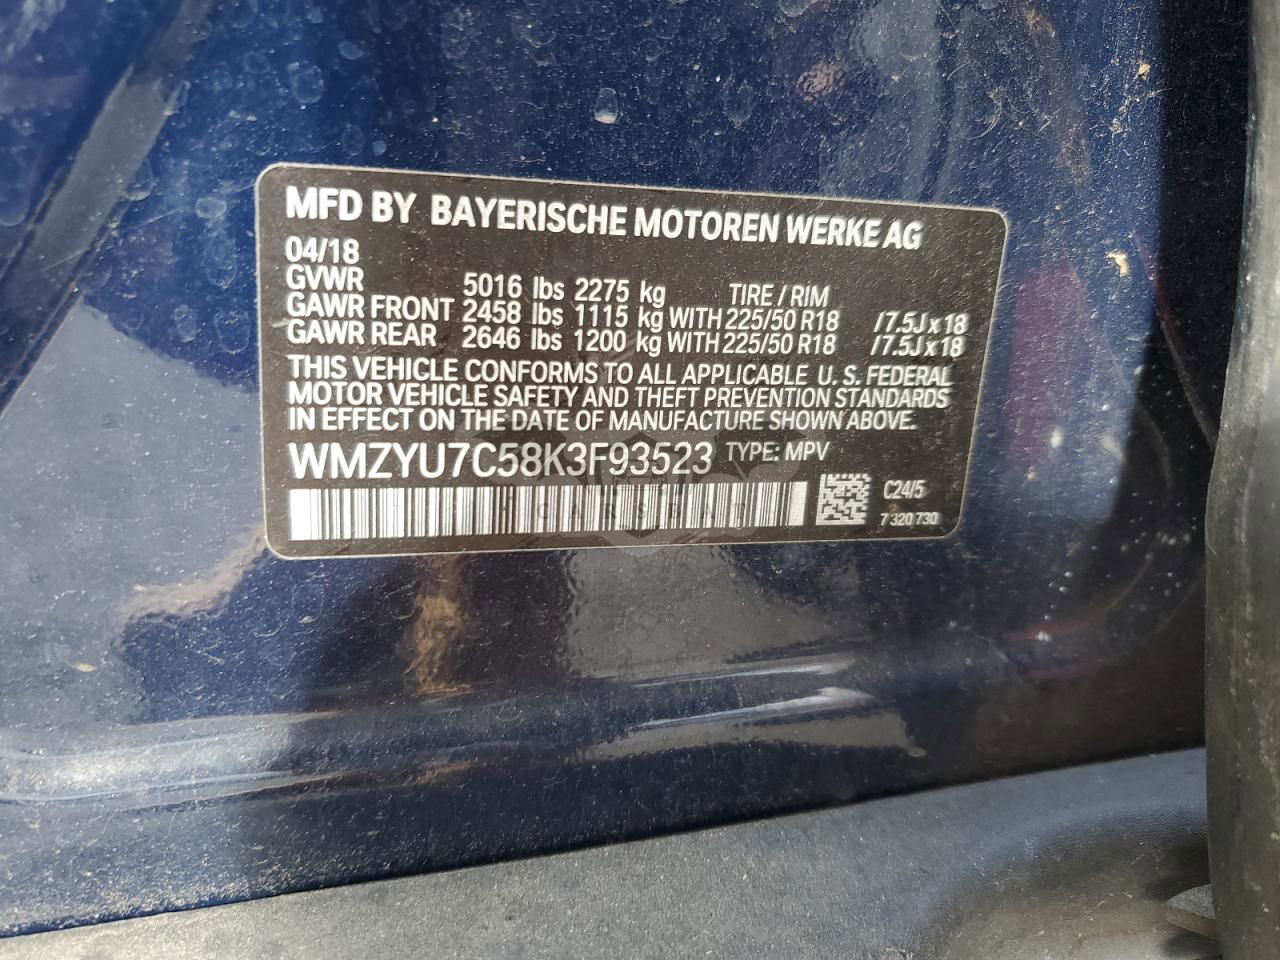 MFD BY BAYERISCHE MOTOREN WERKE AG
04/18
GVWR 5016 lbs 2275 kg TIRE / RIM
GAWR FRONT 2458 lbs 1115 kg WITH 225/50 R18 /7.5J x 18
GAWR REAR 2646 lbs 1200 kg WITH 225/50 R18 /7.5J x 18
THIS VEHICLE CONFORMS TO ALL APPLICABLE U. S. FEDERAL
MOTOR VEHICLE SAFETY AND THEFT PREVENTION STANDARDS
IN EFFECT ON THE DATE OF MANUFACTURE SHOWN ABOVE.
WMZYU7C58K3F93523 TYPE: MPV
C24/5
7 320 730